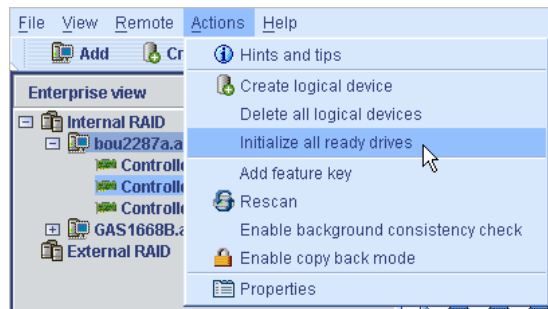 File View Remote Actions Help
Add Cr
Hints and tips
Enterprise view
Create logical device
Internal RAID
Delete all logical devices
bou2287a.a
Initialize all ready drives
Controlle
Add feature key
Controlle
Rescan
Controlle
Enable background consistency check
GAS1668B.a
Enable copy back mode
External RAID
Properties